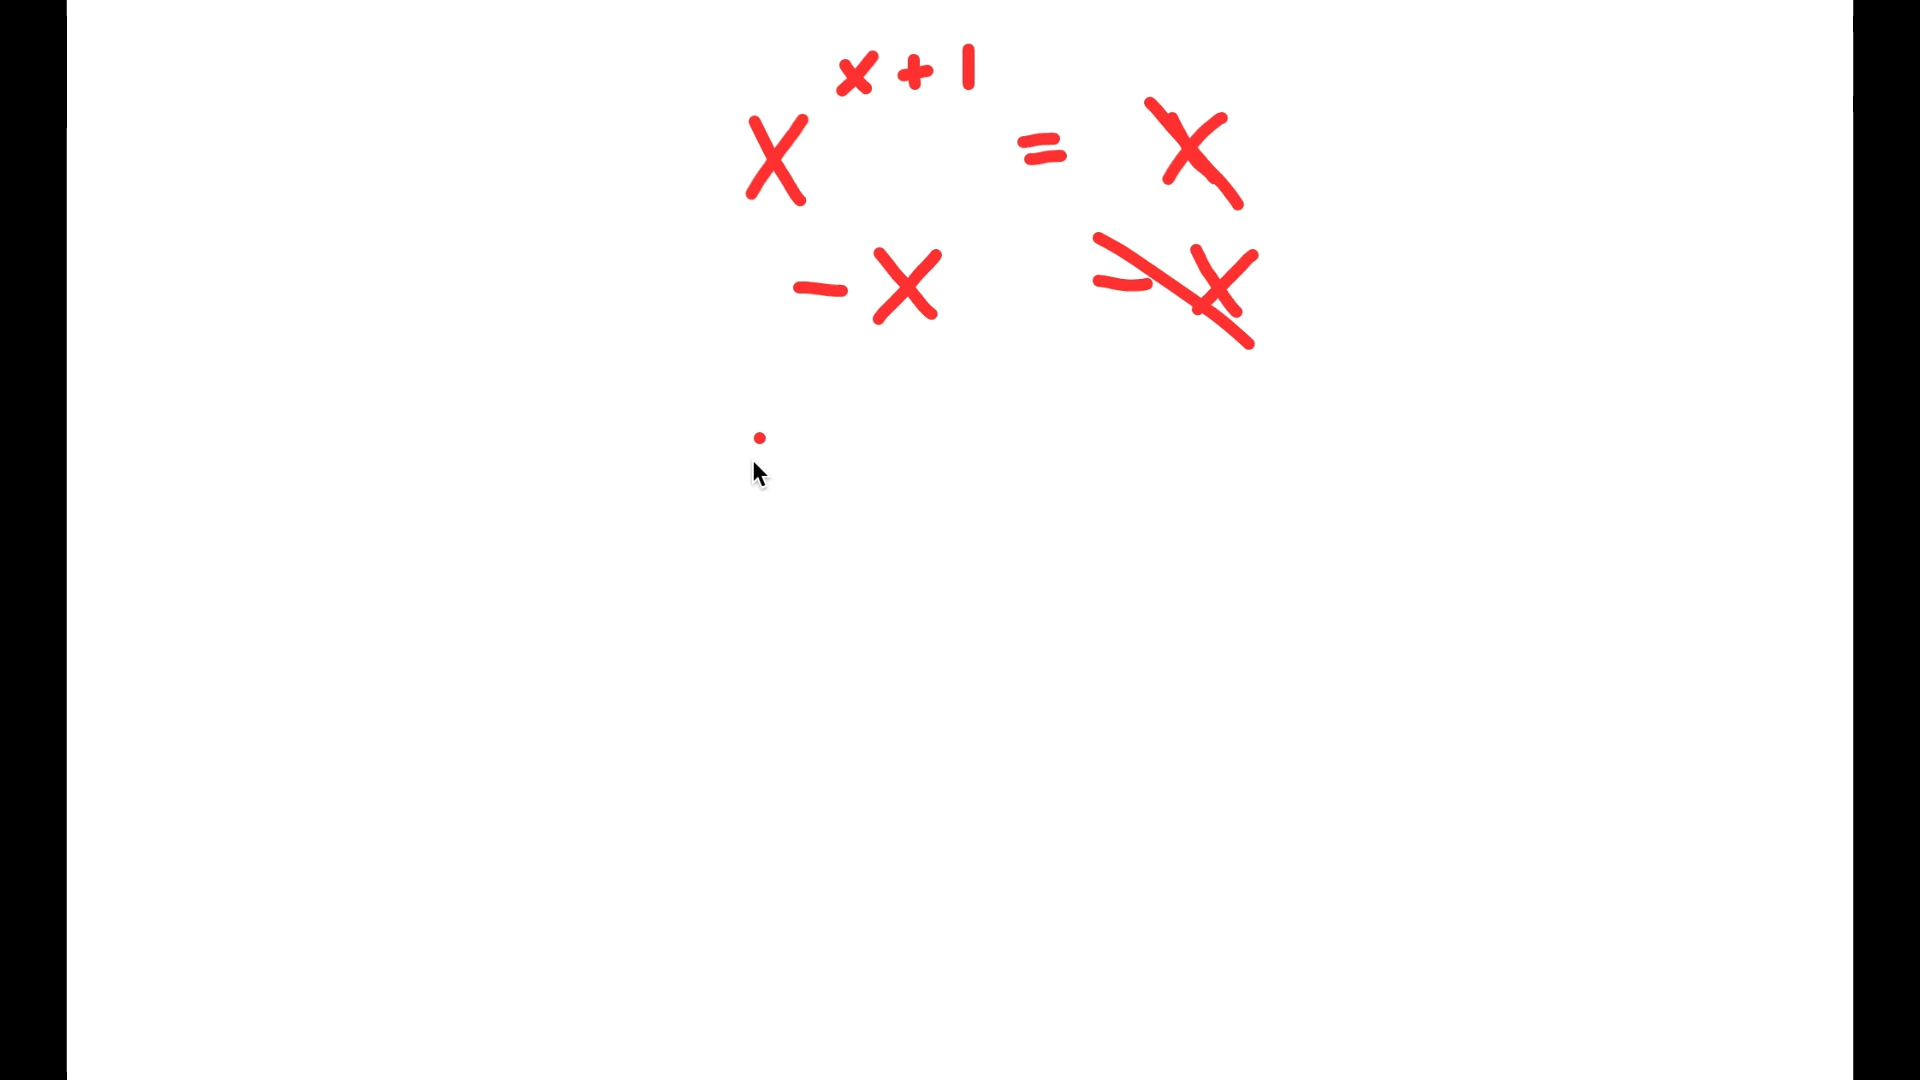 x^{x+1} = x
- x - x